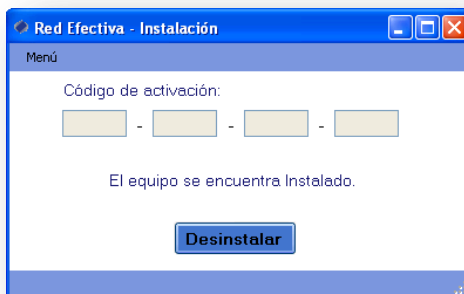 Red Efectiva - Instalación
Menú
Código de activación:
- - -
El equipo se encuentra Instalado.
Desinstalar